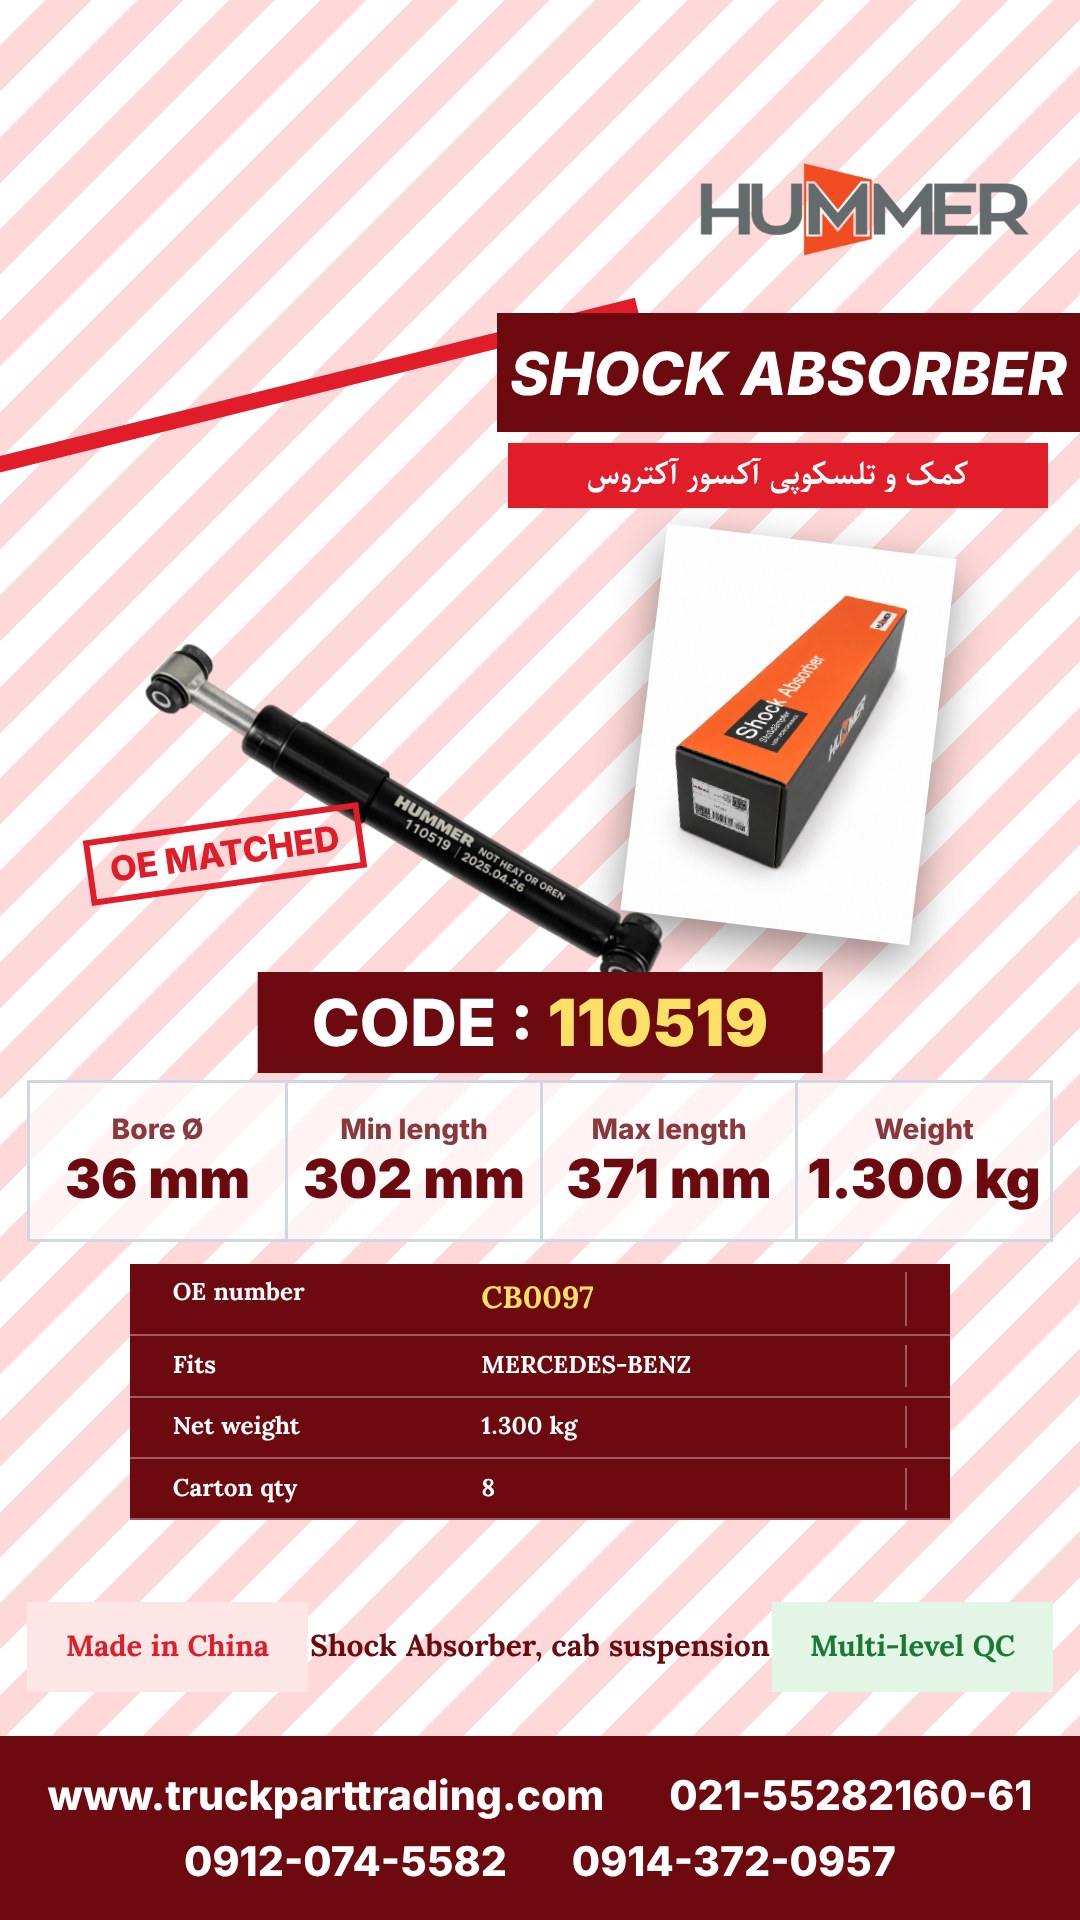 HUMMER
SHOCK ABSORBER
کمک و تلسکوپی آکسور آکتروس
Shock Absorber
HUMMER
HUMMER
110519 | 2025.04.26
NOT HEAT OR OREN
OE MATCHED
CODE : 110519
Bore Ø
36 mm
Min length
302 mm
Max length
371 mm
Weight
1.300 kg
OE number CB0097
Fits MERCEDES-BENZ
Net weight 1.300 kg
Carton qty 8
Made in China
Shock Absorber, cab suspension
Multi-level QC
www.truckparttrading.com 021-55282160-61
0912-074-5582 0914-372-0957